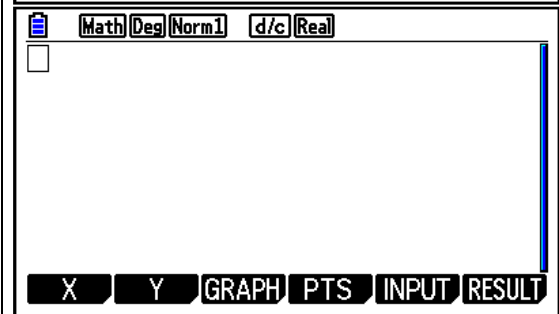 Math Deg Norm1 d/c Real
X Y GRAPH PTS INPUT RESULT